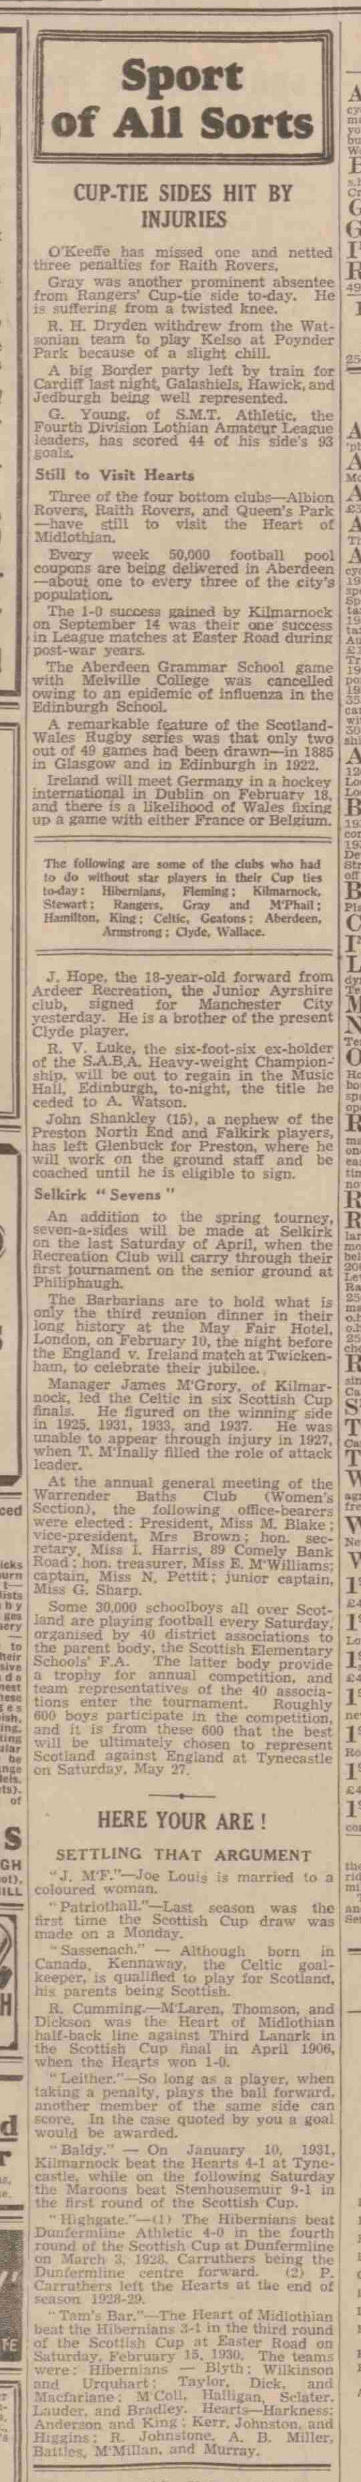 Sport
of All Sorts
CUP-TIE SIDES HIT BY
INJURIES
O'Keeffe has missed one and netted
three penalties for Raith Rovers.
Gray was another prominent absentee
from Rangers' Cup-tie side to-day. He
is suffering from a twisted knee.
R. H. Dryden withdrew from the Wat-
sonian team to play Kelso at Poynder
Park because of a slight chill.
A big Border party left by train for
Cardiff last night, Galashiels, Hawick, and
Jedburgh being well represented.
G. Young, of S.M.T. Athletic, the
Fourth Division Lothian Amateur League
leaders, has scored 44 of his side's 93
goals.
Still to Visit Hearts
Three of the four bottom clubs—Albion
Rovers, Raith Rovers, and Queen's Park
—have still to visit the Heart of
Midlothian.
Every week 50,000 football pool
coupons are being delivered in Aberdeen
—about one to every three of the city's
population.
The 1-0 success gained by Kilmarnock
on September 14 was their one success
in League matches at Easter Road during
post-war years.
The Aberdeen Grammar School game
with Melville College was cancelled
owing to an epidemic of influenza in the
Edinburgh School.
A remarkable feature of the Scotland-
Wales Rugby series was that only two
out of 49 games had been drawn—in 1885
in Glasgow and in Edinburgh in 1922.
Ireland will meet Germany in a hockey
international in Dublin on February 18,
and there is a likelihood of Wales fixing
up a game with either France or Belgium.
The following are some of the clubs who had
to do without star players in their Cup ties
to-day: Hibernians, Fleming; Kilmarnock,
Stewart; Rangers, Gray and M'Phail;
Hamilton, King; Celtic, Geatons; Aberdeen,
Armstrong; Clyde, Wallace.
J. Hope, the 18-year-old forward from
Ardeer Recreation, the Junior Ayrshire
club, signed for Manchester City
yesterday. He is a brother of the present
Clyde player.
R. V. Luke, the six-foot-six ex-holder
of the S.A.B.A. Heavy-weight Champion-
ship, will be out to regain in the Music
Hall, Edinburgh, to-night, the title he
ceded to A. Watson.
John Shankley (15), a nephew of the
Preston North End and Falkirk players,
has left Glenbuck for Preston, where he
will work on the ground staff and be
coached until he is eligible to sign.
Selkirk "Sevens"
An addition to the spring tourney,
seven-a-sides will be made at Selkirk
on the last Saturday of April, when the
Recreation Club will carry through their
first tournament on the senior ground at
Philiphaugh.
The Barbarians are to hold what is
only the third reunion dinner in their
long history at the May Fair Hotel,
London, on February 10, the night before
the England v. Ireland match at Twicken-
ham, to celebrate their jubilee.
Manager James M'Grory, of Kilmar-
nock, led the Celtic in six Scottish Cup
finals. He figured on the winning side
in 1925, 1931, 1933, and 1937. He was
unable to appear through injury in 1927,
when T. M'Inally filled the role of attack
leader.
At the annual general meeting of the
Warrender Baths Club (Women's
Section), the following office-bearers
were elected: President, Miss M. Blake;
vice-president, Mrs Brown; hon. sec-
retary, Miss I. Harris, 89 Comely Bank
Road; hon. treasurer, Miss E. M'Williams;
captain, Miss N. Pettit; junior captain,
Miss G. Sharp.
Some 30,000 schoolboys all over Scot-
land are playing football every Saturday,
organised by 40 district associations to
the parent body, the Scottish Elementary
Schools' F.A. The latter body provide
a trophy for annual competition, and
team representatives of the 40 associa-
tions enter the tournament. Roughly
600 boys participate in the competition,
and it is from these 600 that the best
will be ultimately chosen to represent
Scotland against England at Tynecastle
on Saturday, May 27.
HERE YOUR ARE!
SETTLING THAT ARGUMENT
"J. M'F."—Joe Louis is married to a
coloured woman.
"Patriothall."—Last season was the
first time the Scottish Cup draw was
made on a Monday.
"Sassenach." — Although born in
Canada, Kennaway, the Celtic goal-
keeper, is qualified to play for Scotland,
his parents being Scottish.
R. Cumming.—M'Laren, Thomson, and
Dickson was the Heart of Midlothian
half-back line against Third Lanark in
the Scottish Cup final in April 1906,
when the Hearts won 1-0.
"Leither."—So long as a player, when
taking a penalty, plays the ball forward,
another member of the same side can
score. In the case quoted by you a goal
would be awarded.
"Baldy." — On January 10, 1931,
Kilmarnock beat the Hearts 4-1 at Tyne-
castle, while on the following Saturday
the Maroons beat Stenhousemuir 9-1 in
the first round of the Scottish Cup.
"Highgate."—(1) The Hibernians beat
Dunfermline Athletic 4-0 in the fourth
round of the Scottish Cup at Dunfermline
on March 3, 1928, Carruthers being the
Dunfermline centre forward. (2) P.
Carruthers left the Hearts at the end of
season 1928-29.
"Tam's Bar."—The Heart of Midlothian
beat the Hibernians 3-1 in the third round
of the Scottish Cup at Easter Road on
Saturday, February 15, 1930. The teams
were: Hibernians — Blyth; Wilkinson
and Urquhart; Taylor, Dick, and
Macfarlane; M'Coll, Halligan, Sclater,
Lauder, and Bradley. Hearts—Harkness;
Anderson and King; Kerr, Johnston, and
Higgins; R. Johnstone, A. B. Miller,
Battles, M'Millan, and Murray.